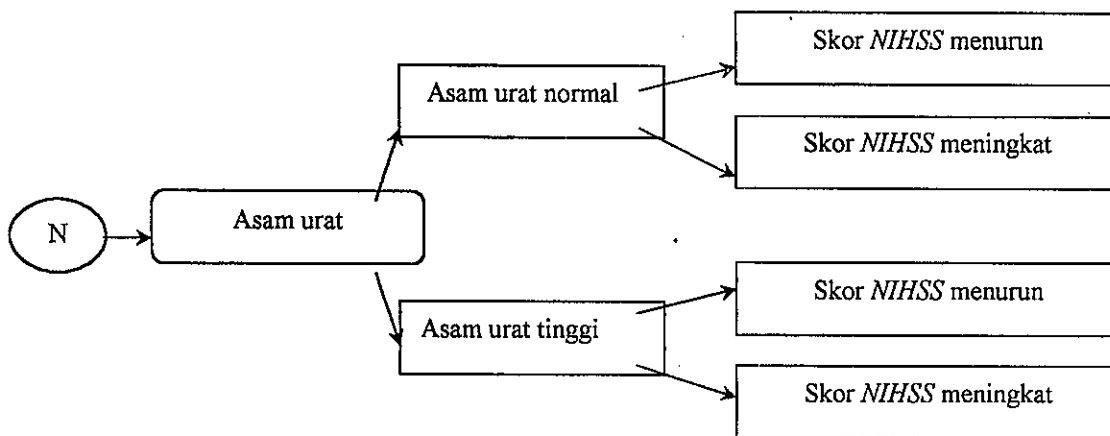 Skor NIHSS menurun
Asam urat normal
Skor NIHSS meningkat
N
Asam urat
Skor NIHSS menurun
Asam urat tinggi
Skor NIHSS meningkat